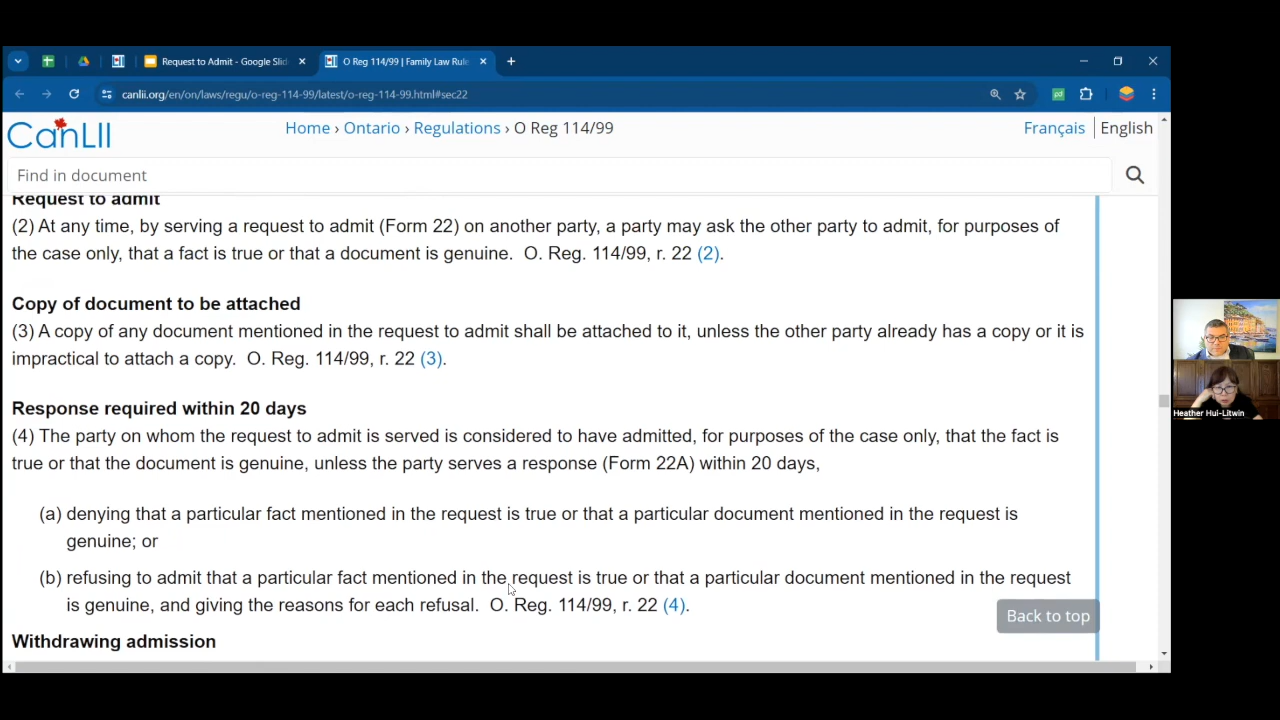 Request to Admit - Google Slid
O Reg 114/99 | Family Law Rule
canlii.org/en/on/laws/regu/o-reg-114-99/latest/o-reg-114-99.html#sec22
CanLII
Home › Ontario › Regulations › O Reg 114/99
Français English
Find in document
Request to admit
(2) At any time, by serving a request to admit (Form 22) on another party, a party may ask the other party to admit, for purposes of
the case only, that a fact is true or that a document is genuine. O. Reg. 114/99, r. 22 (2).
Copy of document to be attached
(3) A copy of any document mentioned in the request to admit shall be attached to it, unless the other party already has a copy or it is
impractical to attach a copy. O. Reg. 114/99, r. 22 (3).
Response required within 20 days
(4) The party on whom the request to admit is served is considered to have admitted, for purposes of the case only, that the fact is
true or that the document is genuine, unless the party serves a response (Form 22A) within 20 days,
(a) denying that a particular fact mentioned in the request is true or that a particular document mentioned in the request is
genuine; or
(b) refusing to admit that a particular fact mentioned in the request is true or that a particular document mentioned in the request
is genuine, and giving the reasons for each refusal. O. Reg. 114/99, r. 22 (4).
Back to top
Withdrawing admission
Heather Hui-Litwin